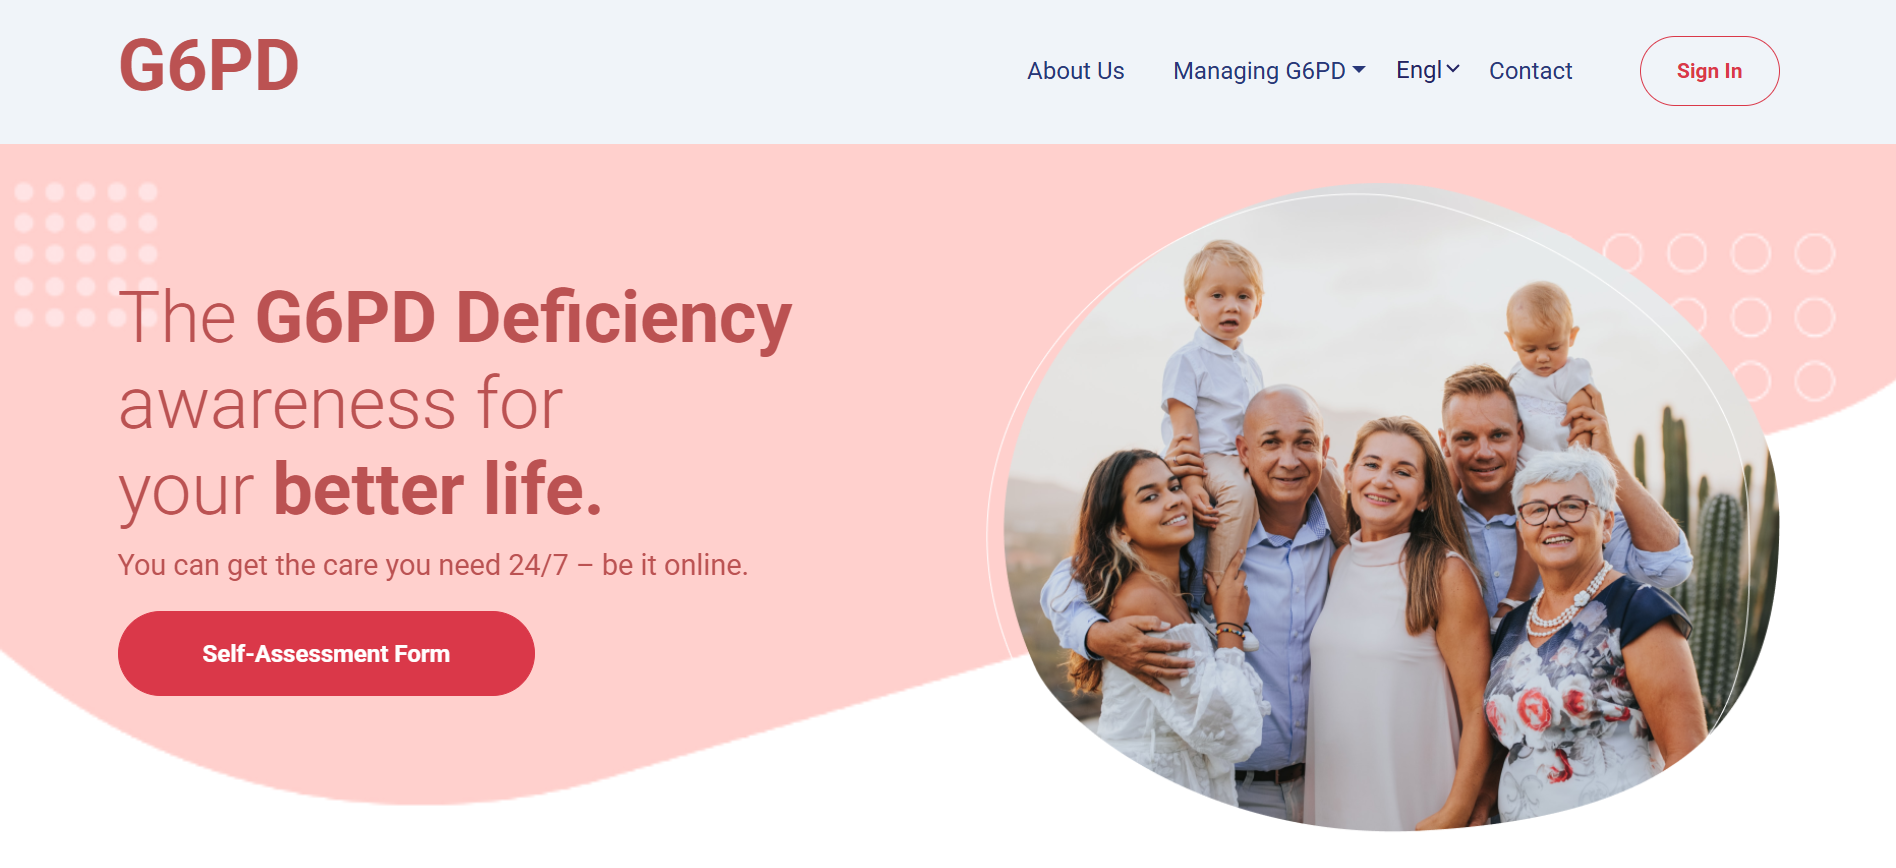 G6PD
About Us Managing G6PD Engl Contact Sign In
The G6PD Deficiency
awareness for
your better life.
You can get the care you need 24/7 – be it online.
Self-Assessment Form